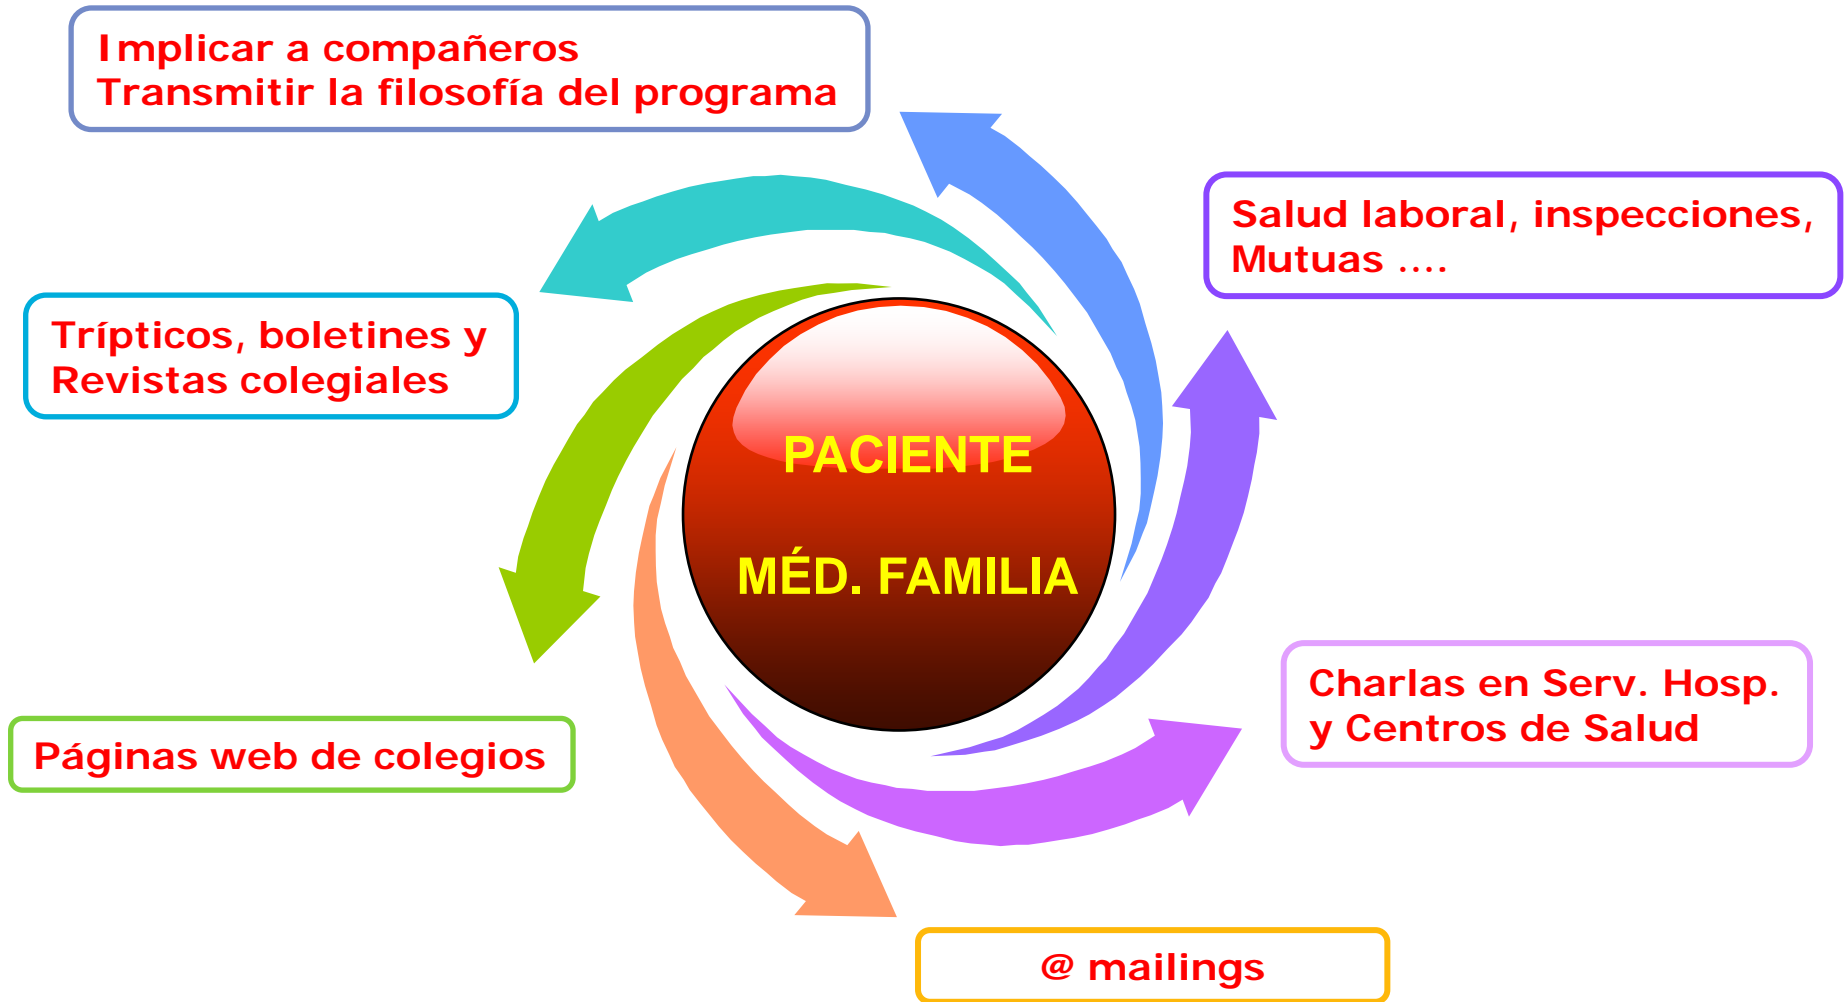 Implicar a compañeros
Transmitir la filosofía del programa
Salud laboral, inspecciones,
Mutuas ....
Trípticos, boletines y
Revistas colegiales
PACIENTE
MÉD. FAMILIA
Charlas en Serv. Hosp.
y Centros de Salud
Páginas web de colegios
@ mailings